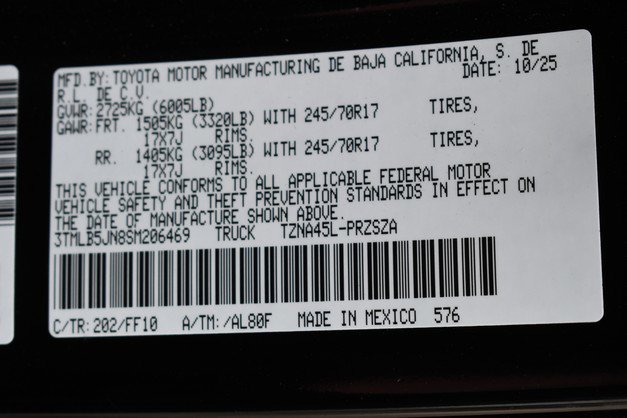 MFD. BY: TOYOTA MOTOR MANUFACTURING DE BAJA CALIFORNIA, S. DE
R.L. DE C.V. DATE: 10/25
GVWR: 2725KG (6005LB)
GAWR: FRT. 1505KG (3320LB) WITH 245/70R17 TIRES,
17X7J RIMS.
RR. 1405KG (3095LB) WITH 245/70R17 TIRES,
17X7J RIMS.
THIS VEHICLE CONFORMS TO ALL APPLICABLE FEDERAL MOTOR
VEHICLE SAFETY AND THEFT PREVENTION STANDARDS IN EFFECT ON
THE DATE OF MANUFACTURE SHOWN ABOVE.
3TMLB5JN8SM206469 TRUCK TZNA45L-PRZSZA
C/TR: 202/FF10 A/TM: /AL80F MADE IN MEXICO 576